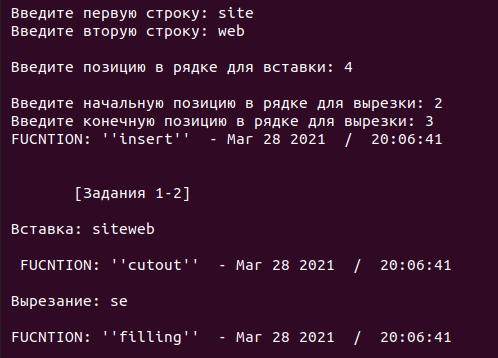 Введите первую строку: site
Введите вторую строку: web
Введите позицию в рядке для вставки: 4
Введите начальную позицию в рядке для вырезки: 2
Введите конечную позицию в рядке для вырезки: 3
FUCNTION: ''insert''  - Mar 28 2021  /  20:06:41
[Задания 1-2]
Вставка: siteweb
FUCNTION: ''cutout''  - Mar 28 2021  /  20:06:41
Вырезание: se
FUCNTION: ''filling''  - Mar 28 2021  /  20:06:41